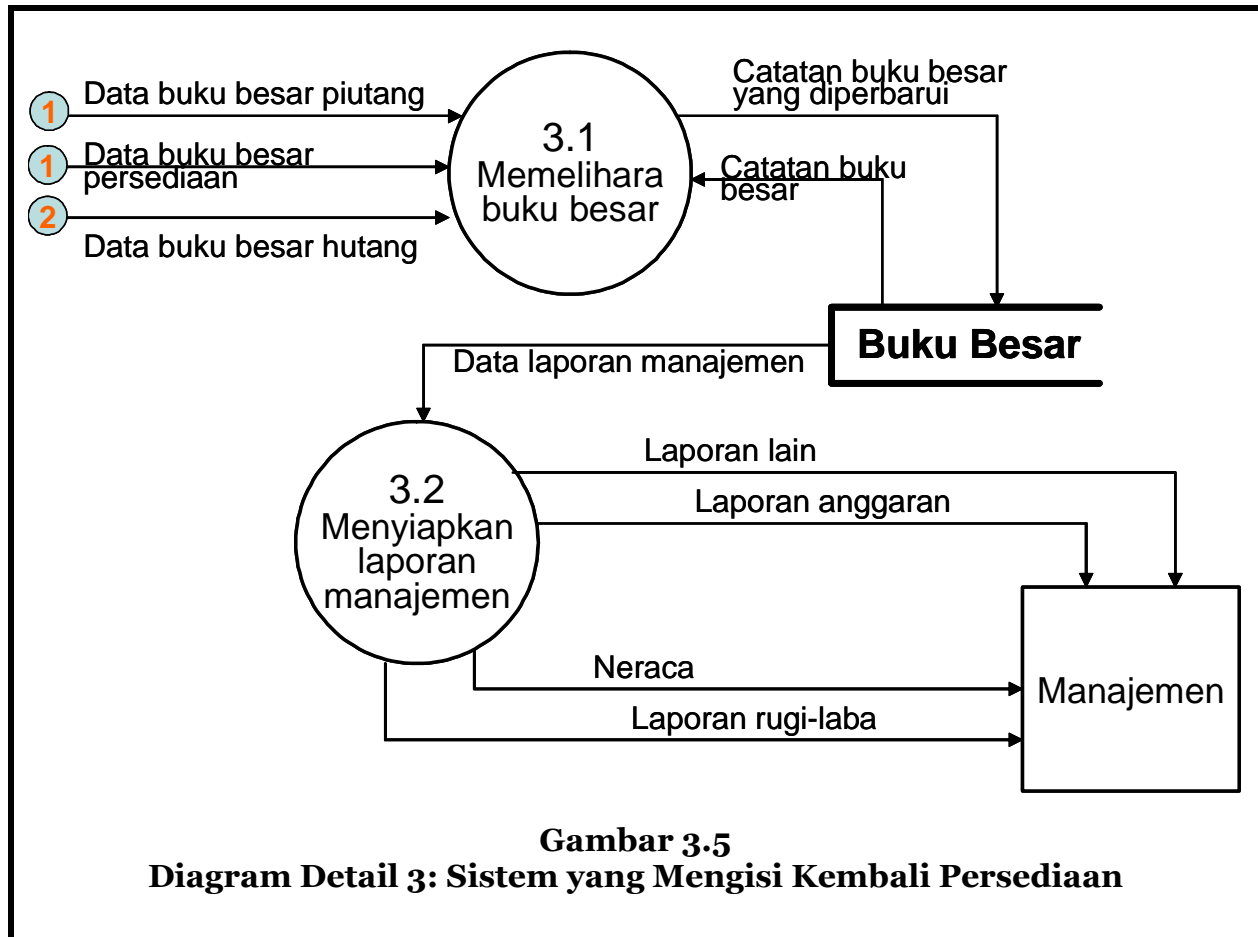 1
Data buku besar piutang
1
Data buku besar
persediaan
2
Data buku besar hutang
3.1
Memelihara
buku besar
Catatan buku besar
yang diperbarui
Catatan buku
besar
Buku Besar
Data laporan manajemen
3.2
Menyiapkan
laporan
manajemen
Laporan lain
Laporan anggaran
Neraca
Laporan rugi-laba
Manajemen
Gambar 3.5
Diagram Detail 3: Sistem yang Mengisi Kembali Persediaan